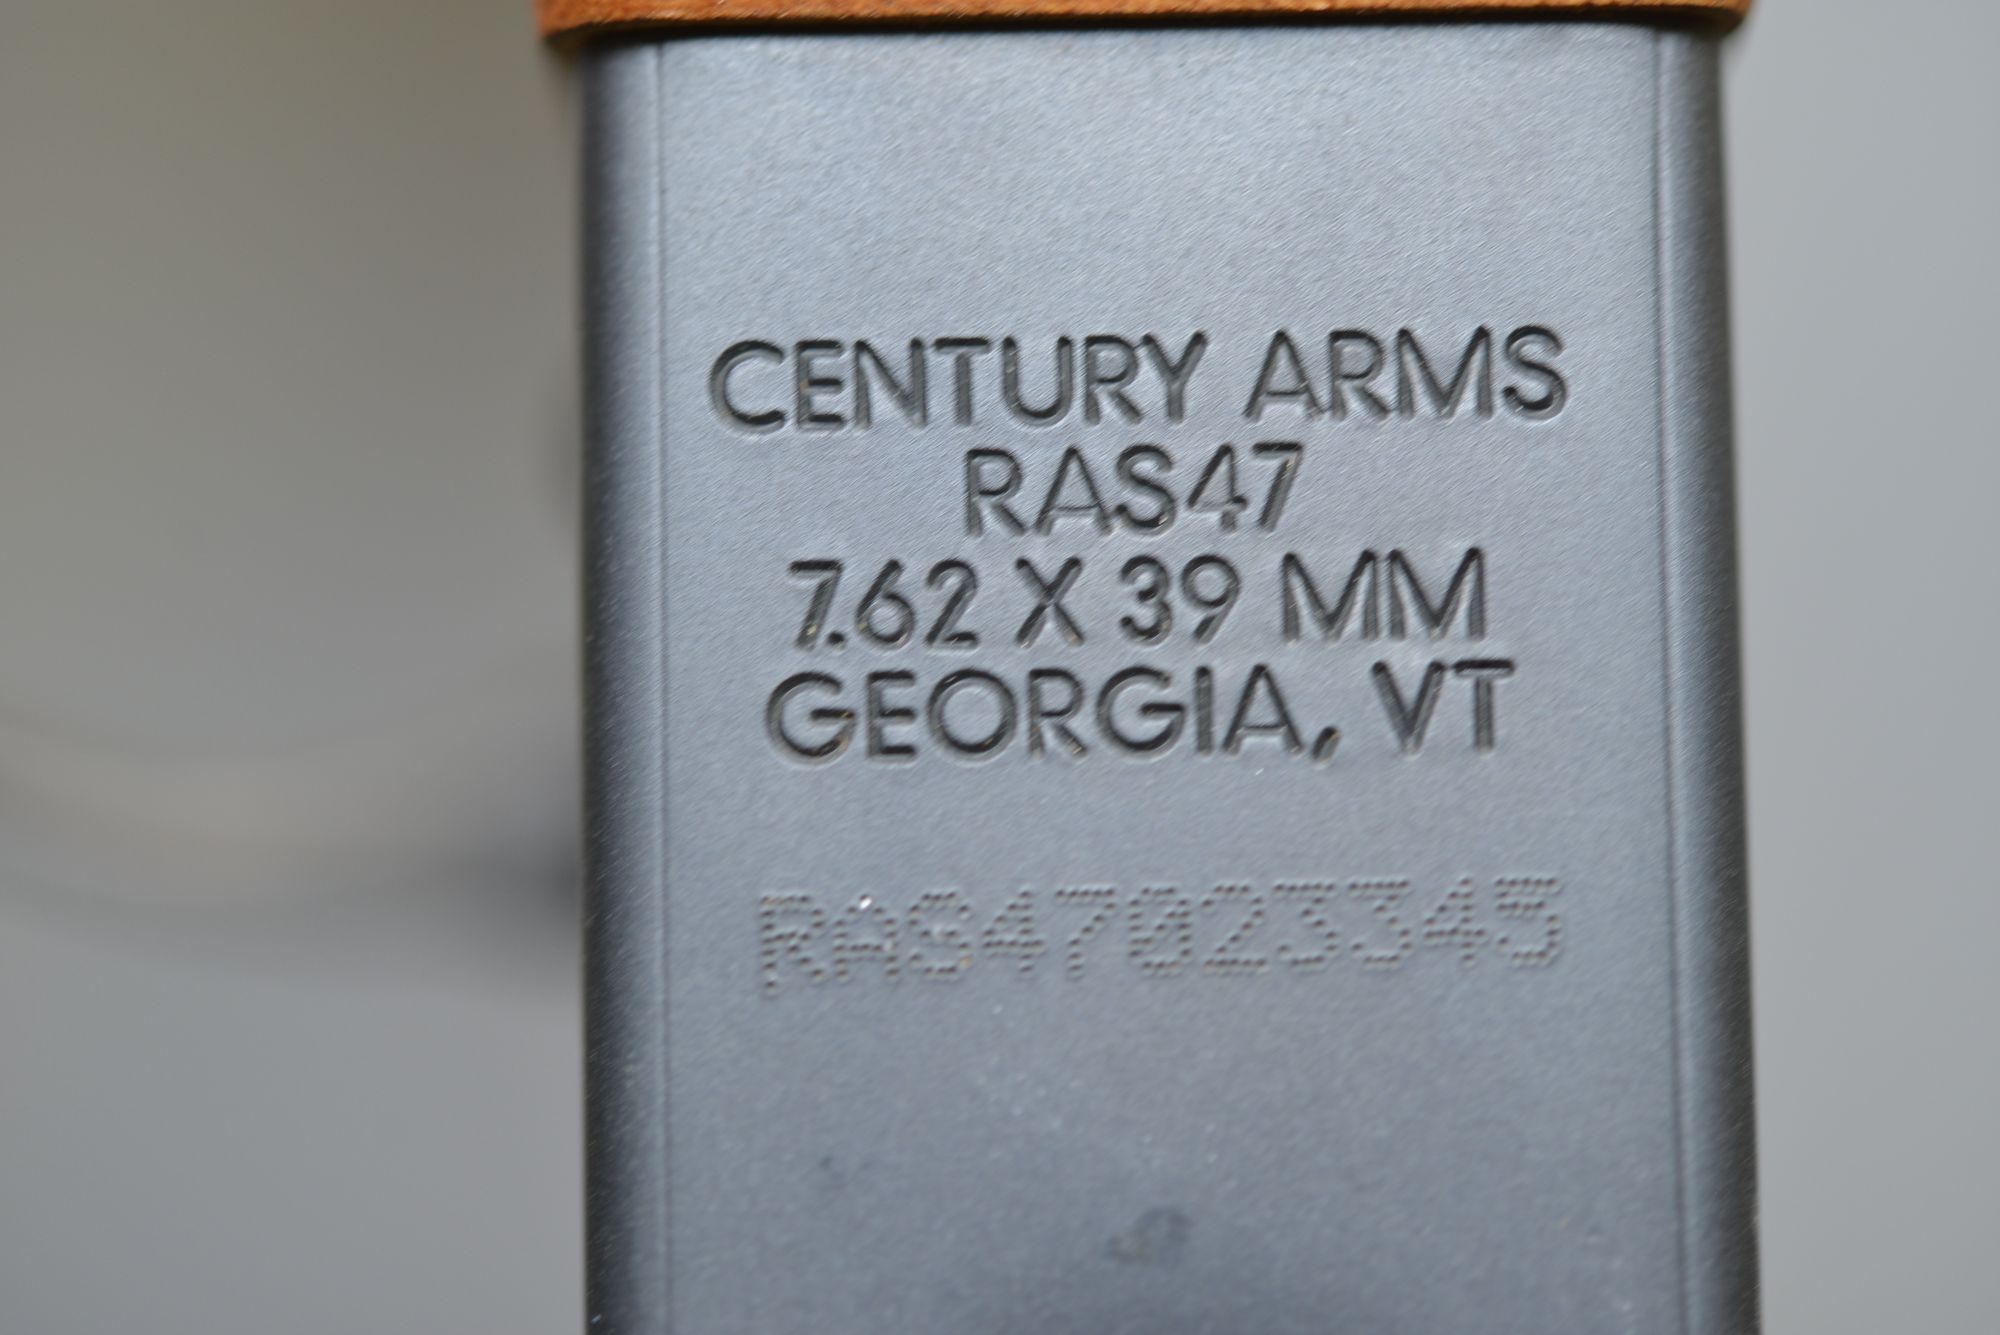 CENTURY ARMS
RAS47
7.62 X 39 MM
GEORGIA, VT
RAS47023345